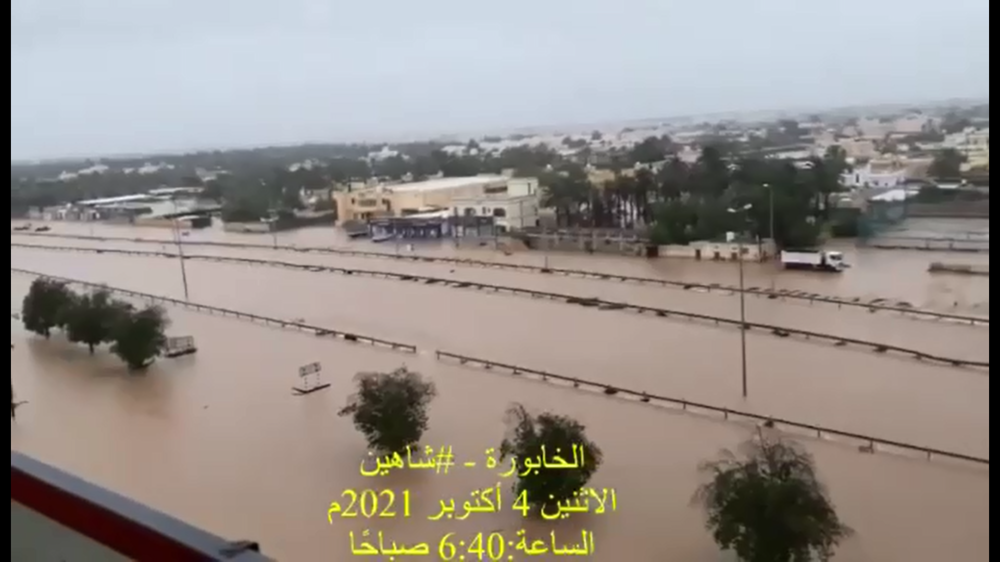 الخابورة - #شاهين
الاثنين 4 أكتوبر 2021م
الساعة:6:40 صباحًا